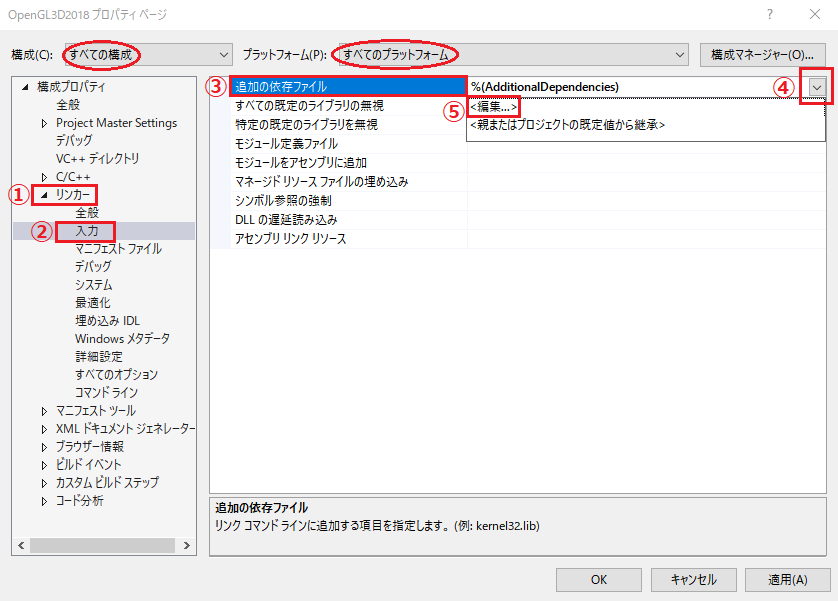 OpenGL3D2018 プロパティ ページ
?
構成(C): すべての構成 プラットフォーム(P): すべてのプラットフォーム 構成マネージャー(O)...
構成プロパティ
全般
Project Master Settings
デバッグ
VC++ ディレクトリ
C/C++
① リンカー
全般
② 入力
マニフェスト ファイル
デバッグ
システム
最適化
埋め込み IDL
Windows メタデータ
詳細設定
すべてのオプション
コマンド ライン
マニフェスト ツール
XML ドキュメント ジェネレーター
ブラウザー情報
ビルド イベント
カスタム ビルド ステップ
コード分析
③ 追加の依存ファイル %(AdditionalDependencies) ④
すべての既定のライブラリの無視 ⑤ <編集...>
特定の既定のライブラリを無視 <親またはプロジェクトの既定値から継承>
モジュール定義ファイル
モジュールをアセンブリに追加
マネージド リソース ファイルの埋め込み
シンボル参照の強制
DLL の遅延読み込み
アセンブリ リンク リソース
追加の依存ファイル
リンク コマンド ラインに追加する項目を指定します。(例: kernel32.lib)
OK キャンセル 適用(A)